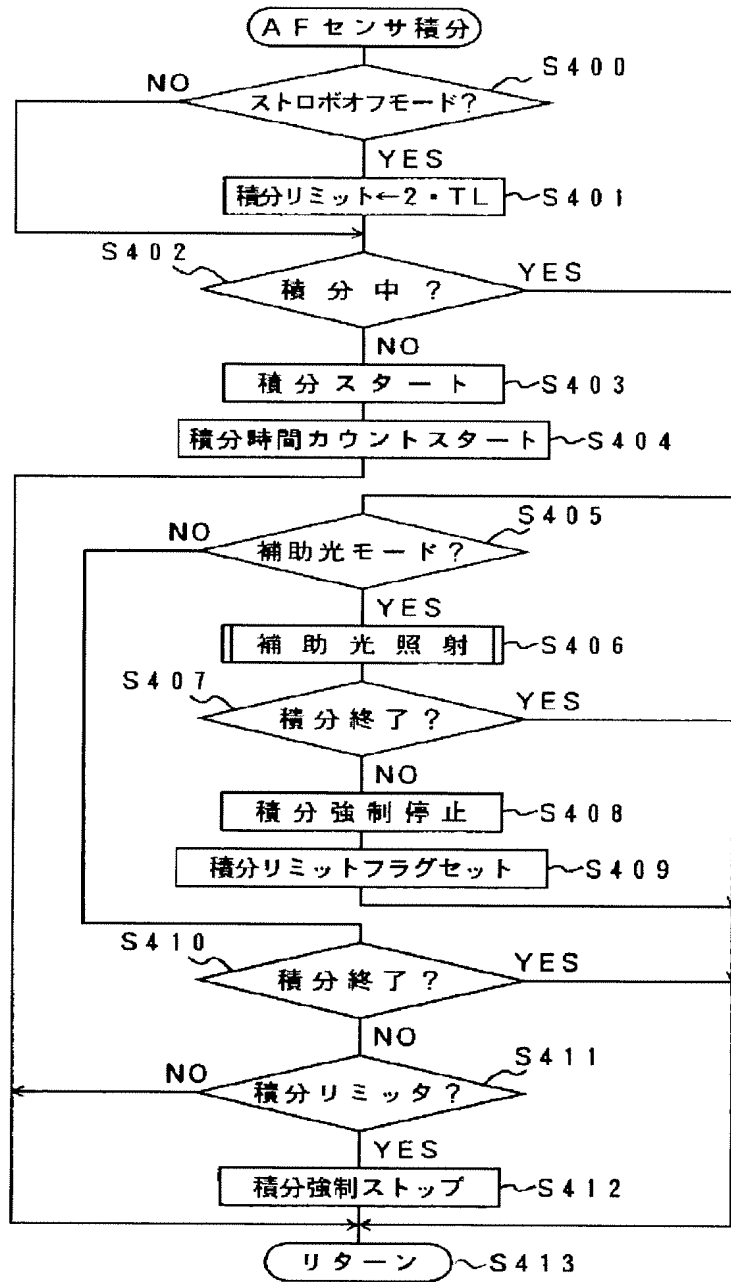 AFセンサ積分
S400
NO
ストロボオフモード?
YES
積分リミット←2・TL
S401
S402
積分中?
YES
NO
積分スタート
S403
積分時間カウントスタート
S404
S405
NO
補助光モード?
YES
補助光照射
S406
S407
積分終了?
YES
NO
積分強制停止
S408
積分リミットフラグセット
S409
S410
積分終了?
YES
NO
S411
NO
積分リミッタ?
YES
積分強制ストップ
S412
リターン
S413